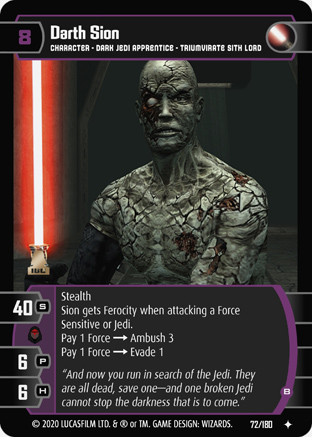 8 Darth Sion
CHARACTER - DARK JEDI APPRENTICE - TRIUMVIRATE SITH LORD
40 S
6 P
6 H
Stealth
Sion gets Ferocity when attacking a Force
Sensitive or Jedi.
Pay 1 Force → Ambush 3
Pay 1 Force → Evade 1
"And now you run in search of the Jedi. They
are all dead, save one—and one broken Jedi
cannot stop the darkness that is to come."
B
© 2020 LUCASFILM LTD. & ® or TM. GAME DESIGN: WIZARDS. 72/180